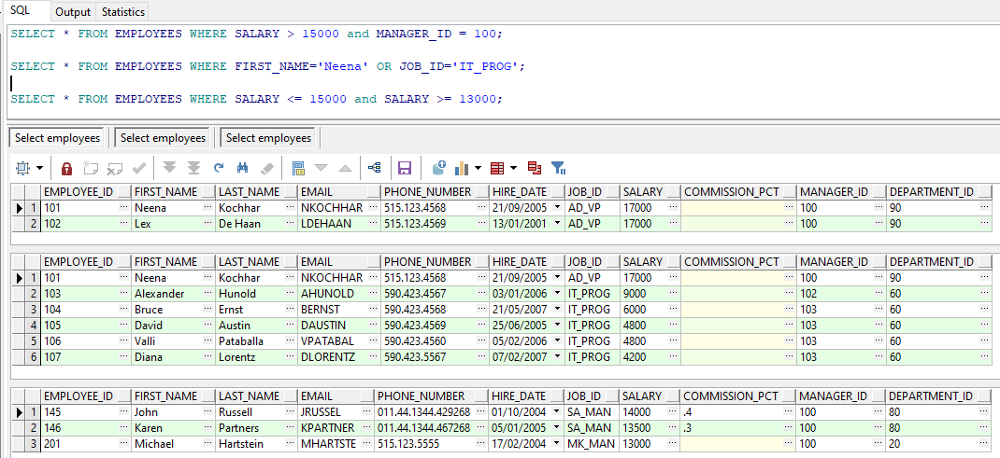 SQL Output Statistics
SELECT * FROM EMPLOYEES WHERE SALARY > 15000 and MANAGER_ID = 100;
SELECT * FROM EMPLOYEES WHERE FIRST_NAME='Neena' OR JOB_ID='IT_PROG';
SELECT * FROM EMPLOYEES WHERE SALARY <= 15000 and SALARY >= 13000;
Select employees Select employees Select employees
EMPLOYEE_ID FIRST_NAME LAST_NAME EMAIL PHONE_NUMBER HIRE_DATE JOB_ID SALARY COMMISSION_PCT MANAGER_ID DEPARTMENT_ID
1 101 Neena Kochhar NKOCHHAR 515.123.4568 21/09/2005 AD_VP 17000 100 90
2 102 Lex De Haan LDEHAAN 515.123.4569 13/01/2001 AD_VP 17000 100 90
EMPLOYEE_ID FIRST_NAME LAST_NAME EMAIL PHONE_NUMBER HIRE_DATE JOB_ID SALARY COMMISSION_PCT MANAGER_ID DEPARTMENT_ID
1 101 Neena Kochhar NKOCHHAR 515.123.4568 21/09/2005 AD_VP 17000 100 90
2 103 Alexander Hunold AHUNOLD 590.423.4567 03/01/2006 IT_PROG 9000 102 60
3 104 Bruce Ernst BERNST 590.423.4568 21/05/2007 IT_PROG 6000 103 60
4 105 David Austin DAUSTIN 590.423.4569 25/06/2005 IT_PROG 4800 103 60
5 106 Valli Pataballa VPATABAL 590.423.4560 05/02/2006 IT_PROG 4800 103 60
6 107 Diana Lorentz DLORENTZ 590.423.5567 07/02/2007 IT_PROG 4200 103 60
EMPLOYEE_ID FIRST_NAME LAST_NAME EMAIL PHONE_NUMBER HIRE_DATE JOB_ID SALARY COMMISSION_PCT MANAGER_ID DEPARTMENT_ID
1 145 John Russell JRUSSEL 011.44.1344.429268 01/10/2004 SA_MAN 14000 .4 100 80
2 146 Karen Partners KPARTNER 011.44.1344.467268 05/01/2005 SA_MAN 13500 .3 100 80
3 201 Michael Hartstein MHARTSTE 515.123.5555 17/02/2004 MK_MAN 13000 100 20